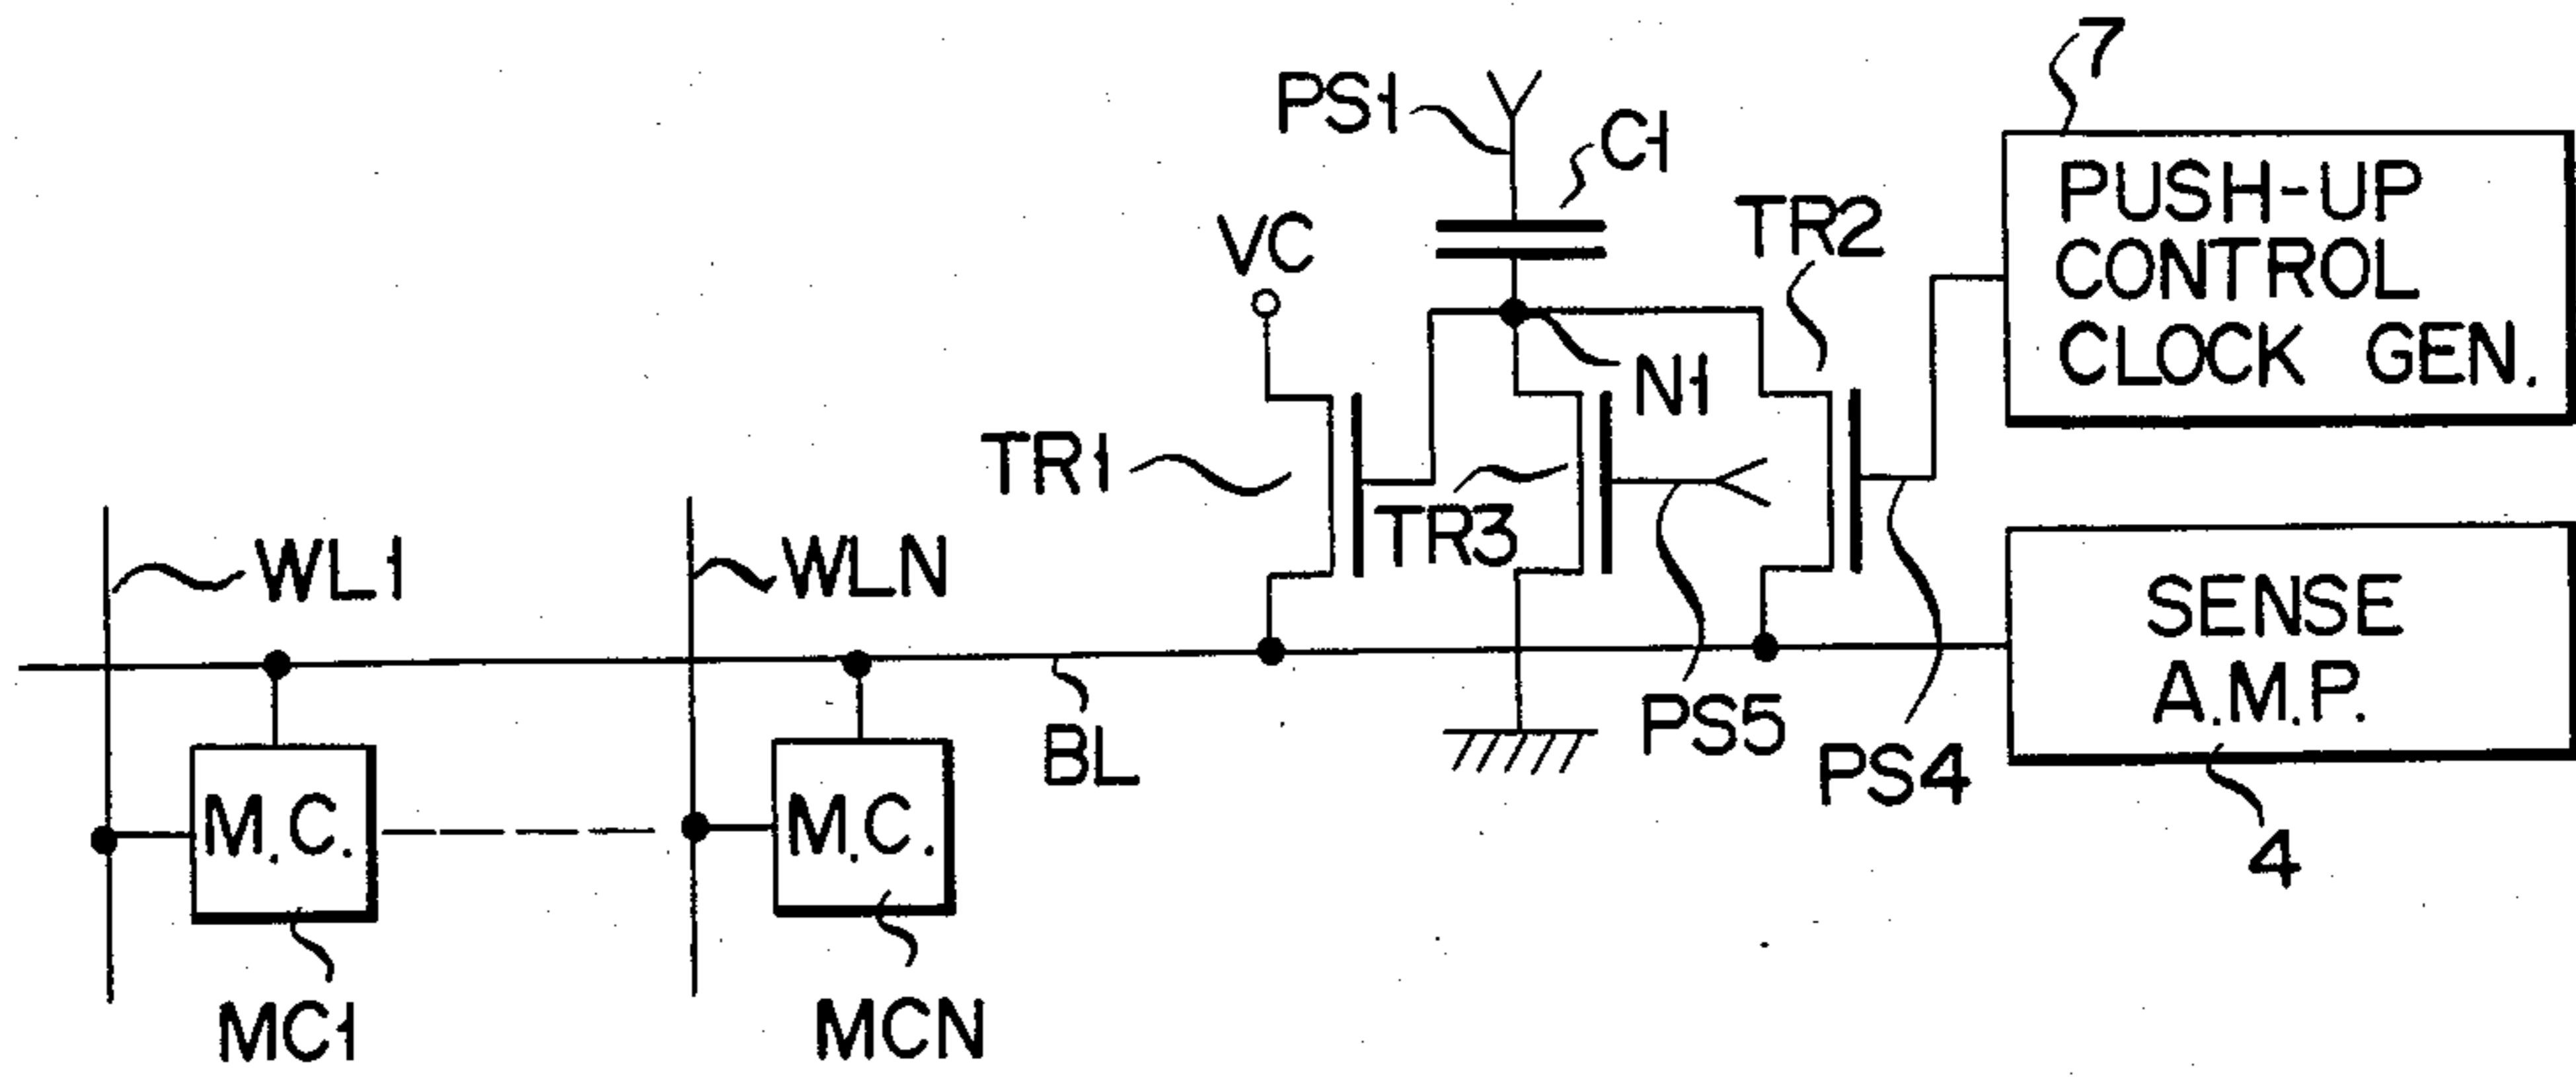 7
PS1
C1
PUSH-UP
CONTROL
CLOCK GEN.
VC
TR2
N1
TR1
TR3
WL1
WLN
SENSE
A.M.P.
BL
PS5
PS4
M.C.
M.C.
4
MC1
MCN